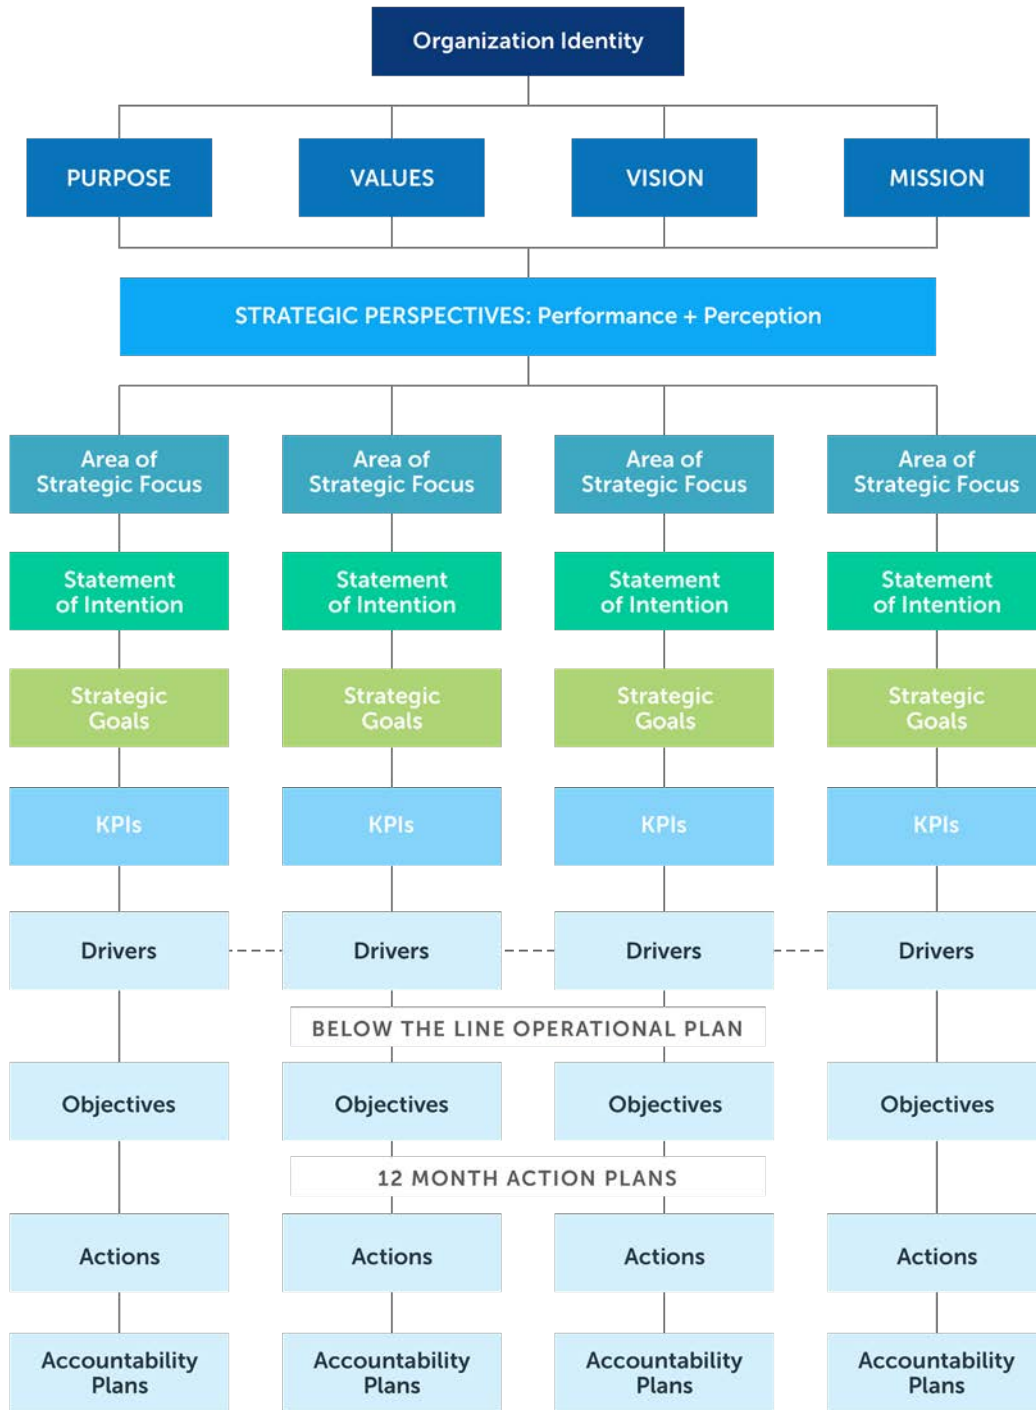 Organization Identity
PURPOSE
VALUES
VISION
MISSION
STRATEGIC PERSPECTIVES: Performance + Perception
Area of
Strategic Focus
Area of
Strategic Focus
Area of
Strategic Focus
Area of
Strategic Focus
Statement
of Intention
Statement
of Intention
Statement
of Intention
Statement
of Intention
Strategic
Goals
Strategic
Goals
Strategic
Goals
Strategic
Goals
KPIs
KPIs
KPIs
KPIs
Drivers
Drivers
Drivers
Drivers
BELOW THE LINE OPERATIONAL PLAN
Objectives
Objectives
Objectives
Objectives
12 MONTH ACTION PLANS
Actions
Actions
Actions
Actions
Accountability
Plans
Accountability
Plans
Accountability
Plans
Accountability
Plans